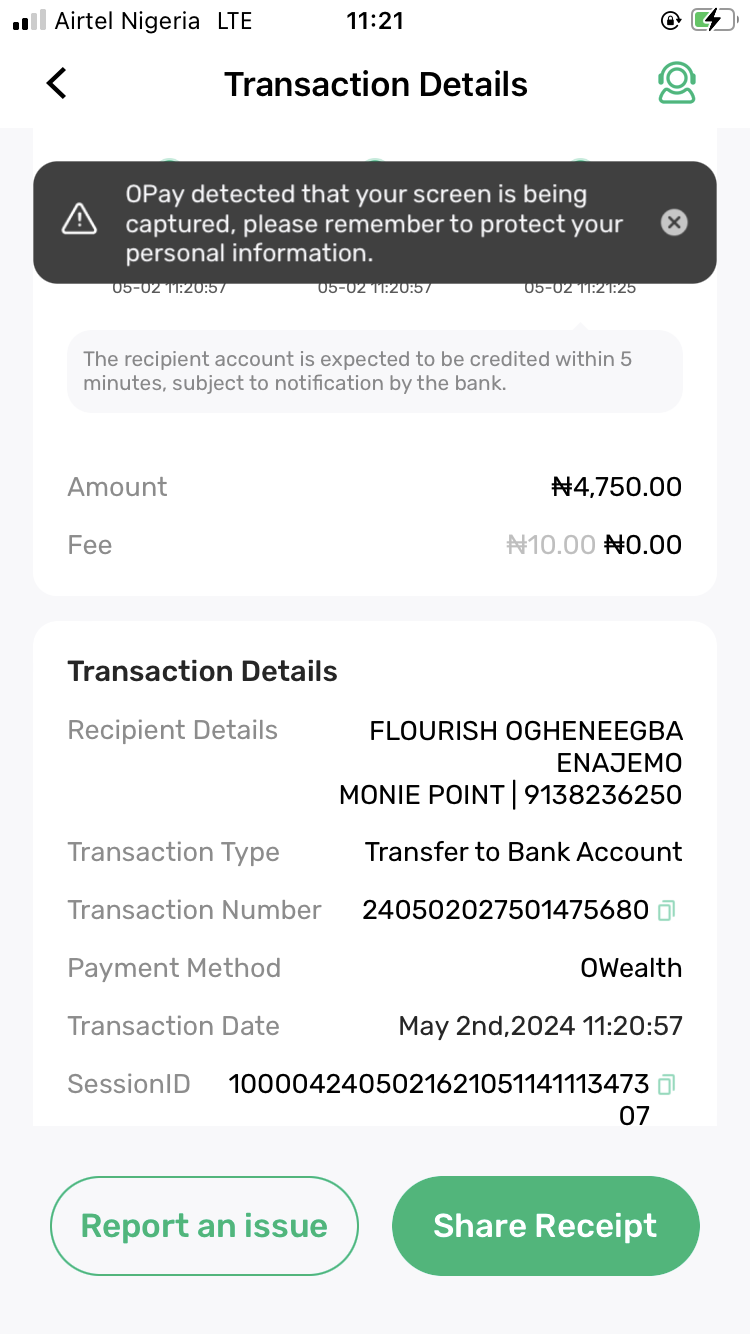 Airtel Nigeria LTE 11:21
Transaction Details
OPay detected that your screen is being
captured, please remember to protect your
personal information.
05-02 11:20:57 05-02 11:20:57 05-02 11:21:25
The recipient account is expected to be credited within 5
minutes, subject to notification by the bank.
Amount ₦4,750.00
Fee ₦10.00 ₦0.00
Transaction Details
Recipient Details FLOURISH OGHENEEGBA
ENAJEMO
MONIE POINT | 9138236250
Transaction Type Transfer to Bank Account
Transaction Number 240502027501475680
Payment Method OWealth
Transaction Date May 2nd,2024 11:20:57
SessionID 1000042405021621051141113473
07
Report an issue Share Receipt